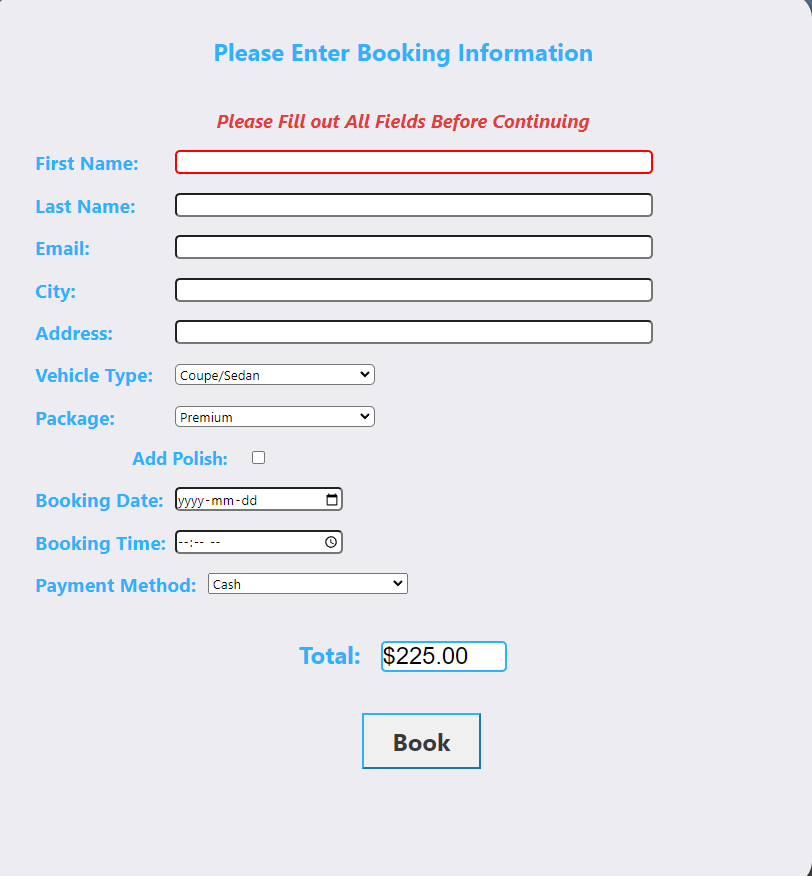 Please Enter Booking Information
Please Fill out All Fields Before Continuing
First Name:
Last Name:
Email:
City:
Address:
Vehicle Type: Coupe/Sedan
Package: Premium
Add Polish:
Booking Date: yyyy-mm-dd
Booking Time: --:-- --
Payment Method: Cash
Total: $225.00
Book